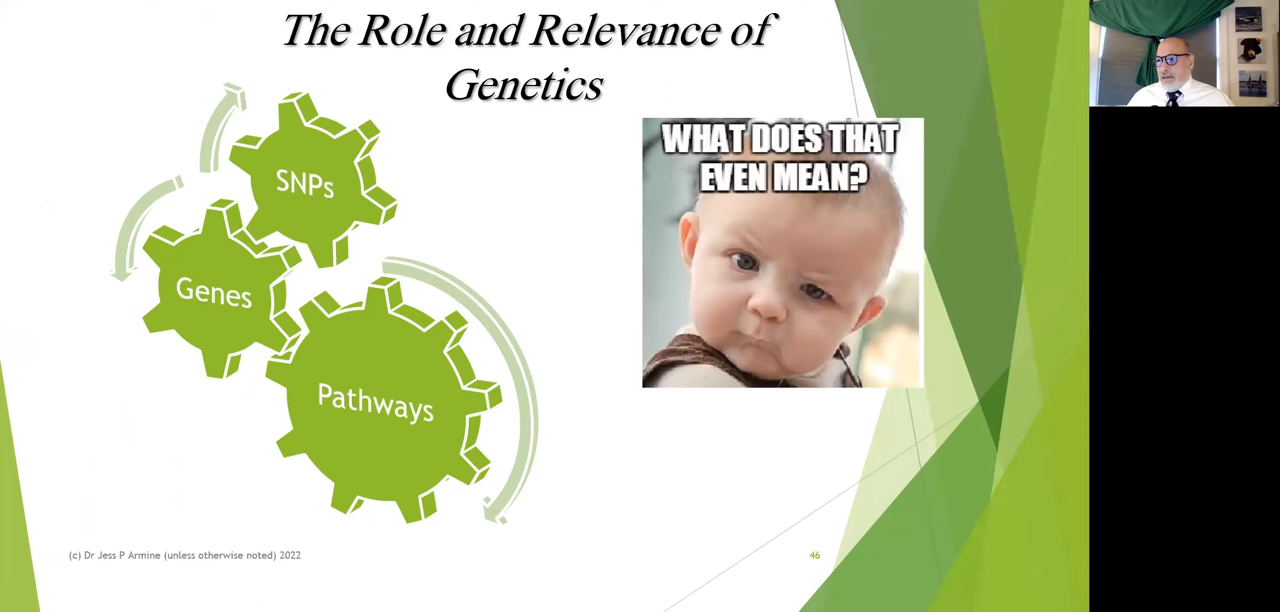 The Role and Relevance of
Genetics
SNPs
Genes
Pathways
WHAT DOES THAT
EVEN MEAN?
(c) Dr Jess P Armine (unless otherwise noted) 2022
46